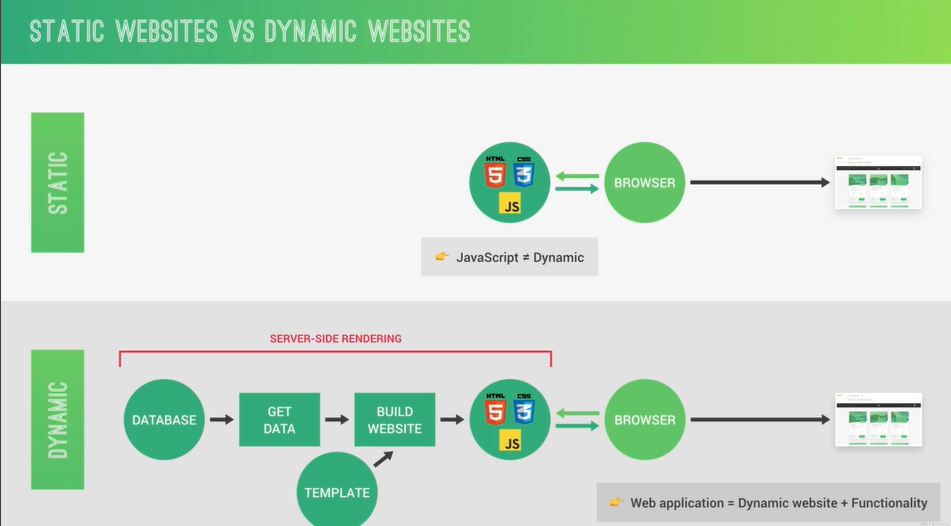 STATIC WEBSITES VS DYNAMIC WEBSITES
STATIC
HTML
5
CSS
3
JS
BROWSER
👉 JavaScript ≠ Dynamic
DYNAMIC
SERVER-SIDE RENDERING
DATABASE
GET
DATA
BUILD
WEBSITE
TEMPLATE
HTML
5
CSS
3
JS
BROWSER
👉 Web application = Dynamic website + Functionality